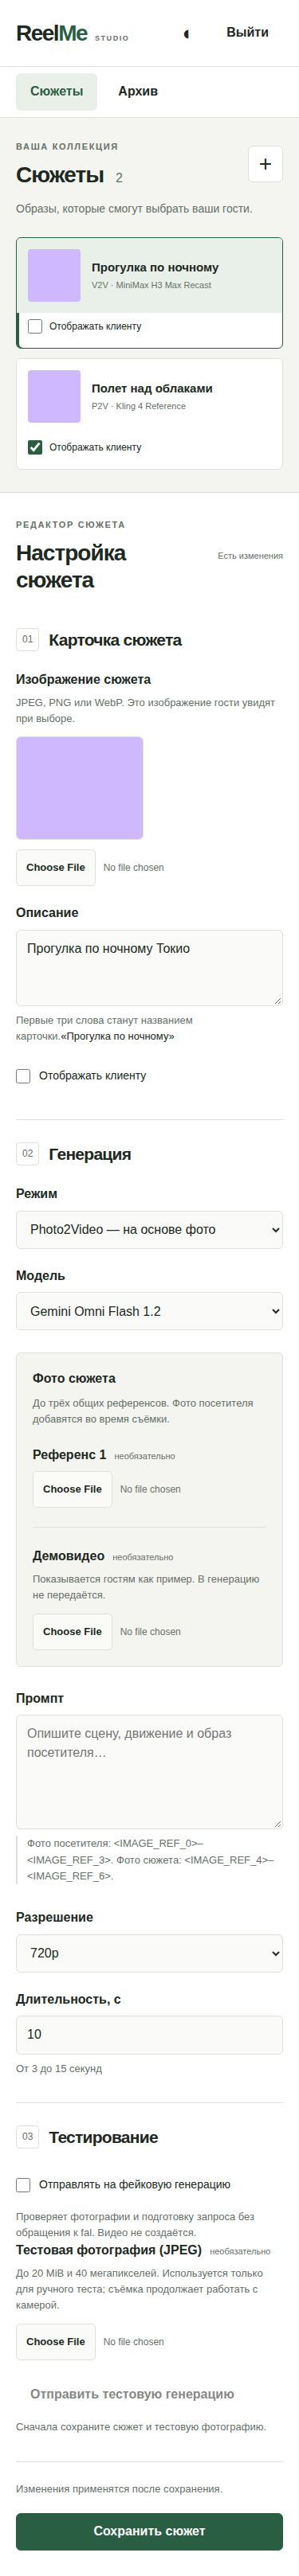 ReelMe STUDIO
Выйти
Сюжеты
Архив
ВАША КОЛЛЕКЦИЯ
Сюжеты 2
+
Образы, которые смогут выбрать ваши гости.
Прогулка по ночному
V2V · MiniMax H3 Max Recast
Отображать клиенту
Полет над облаками
P2V · Kling 4 Reference
Отображать клиенту
РЕДАКТОР СЮЖЕТА
Настройка
сюжета
Есть изменения
01 Карточка сюжета
Изображение сюжета
JPEG, PNG или WebP. Это изображение гости увидят
при выборе.
Choose File No file chosen
Описание
Прогулка по ночному Токио
Первые три слова станут названием
карточки.«Прогулка по ночному»
Отображать клиенту
02 Генерация
Режим
Photo2Video — на основе фото
Модель
Gemini Omni Flash 1.2
Фото сюжета
До трёх общих референсов. Фото посетителя
добавятся во время съёмки.
Референс 1 необязательно
Choose File No file chosen
Демовидео необязательно
Показывается гостям как пример. В генерацию
не передаётся.
Choose File No file chosen
Промпт
Опишите сцену, движение и образ
посетителя…
Фото посетителя: <IMAGE_REF_0>–
<IMAGE_REF_3>. Фото сюжета: <IMAGE_REF_4>–
<IMAGE_REF_6>.
Разрешение
720p
Длительность, с
10
От 3 до 15 секунд
03 Тестирование
Отправлять на фейковую генерацию
Проверяет фотографии и подготовку запроса без
обращения к fal. Видео не создаётся.
Тестовая фотография (JPEG) необязательно
До 20 MiB и 40 мегапикселей. Используется только
для ручного теста; съёмка продолжает работать с
камерой.
Choose File No file chosen
Отправить тестовую генерацию
Сначала сохраните сюжет и тестовую фотографию.
Изменения применятся после сохранения.
Сохранить сюжет